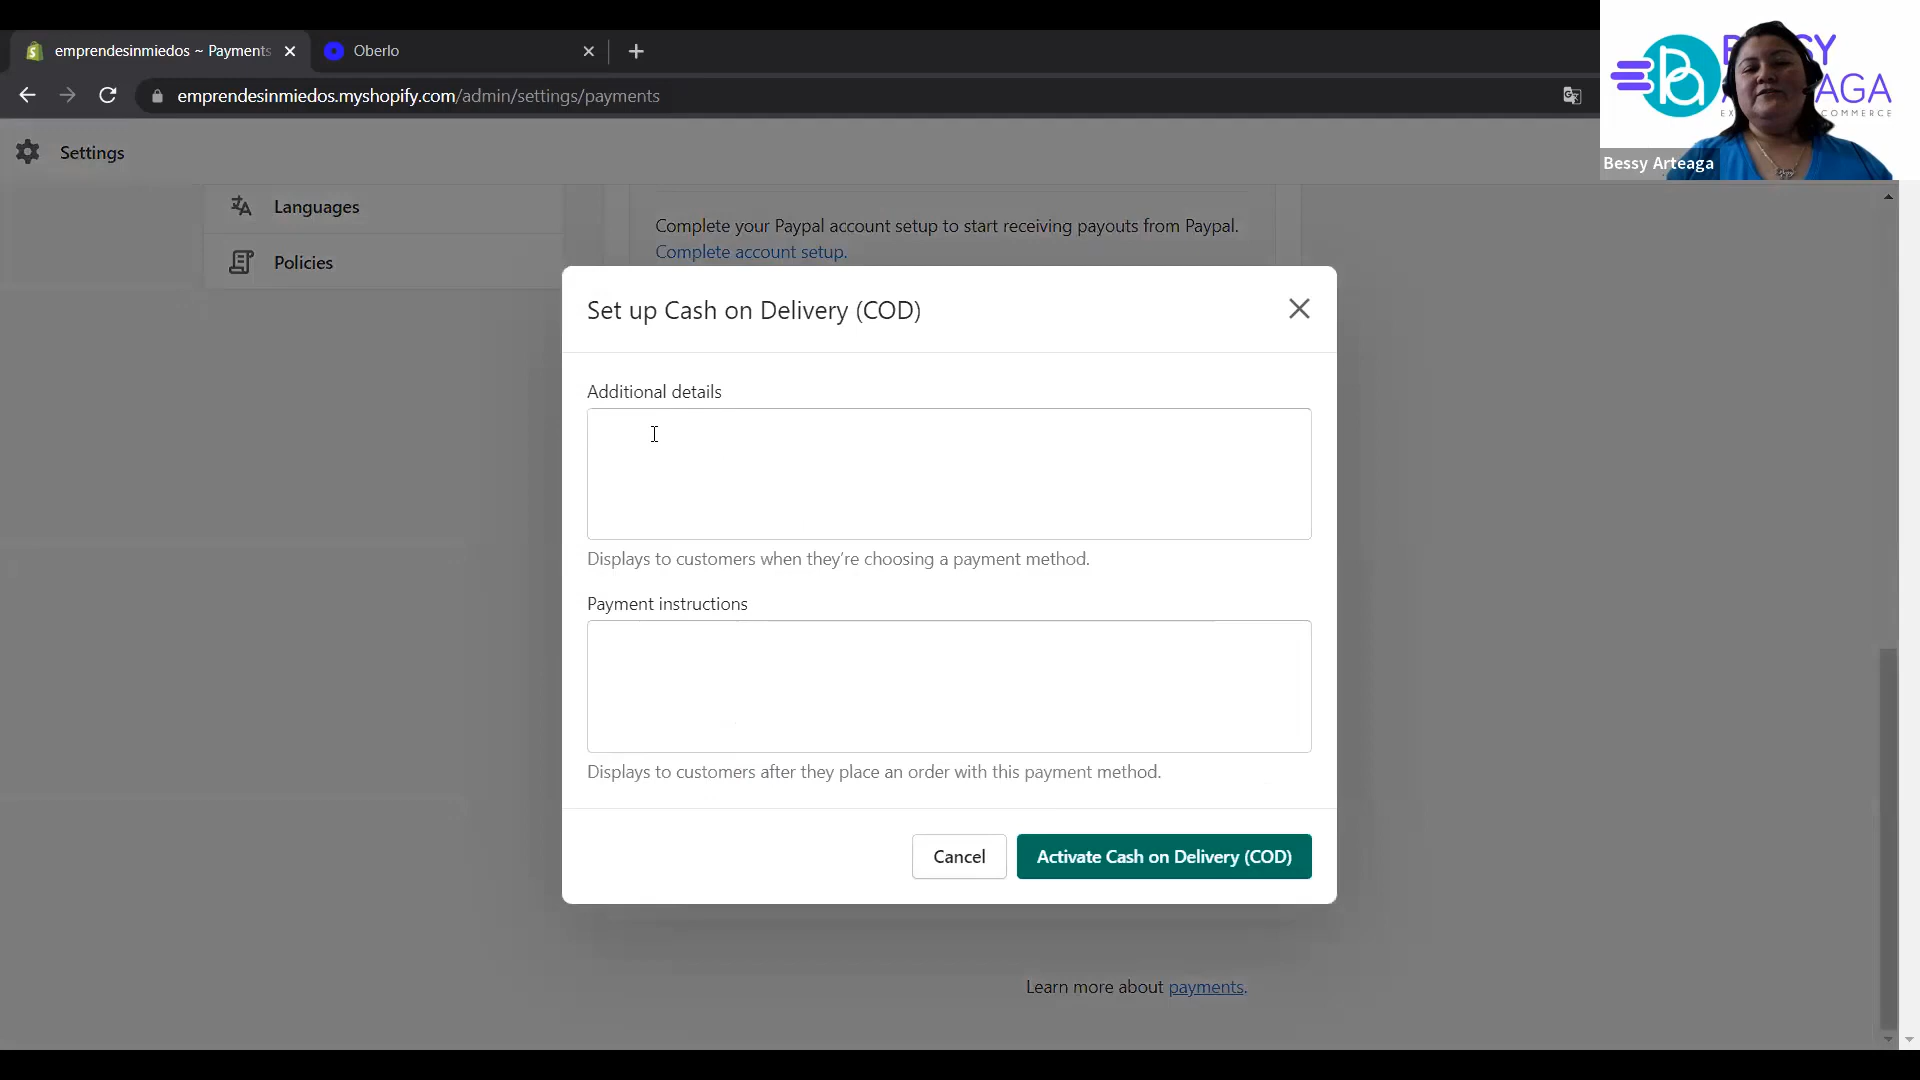 emprendesinmiedos ~ Payments
Oberlo
emprendesinmiedos.myshopify.com/admin/settings/payments
Bessy Arteaga
Settings
Languages
Policies
Complete your Paypal account setup to start receiving payouts from Paypal.
Complete account setup.
Set up Cash on Delivery (COD)
Additional details
Displays to customers when they're choosing a payment method.
Payment instructions
Displays to customers after they place an order with this payment method.
Cancel
Activate Cash on Delivery (COD)
Learn more about payments.